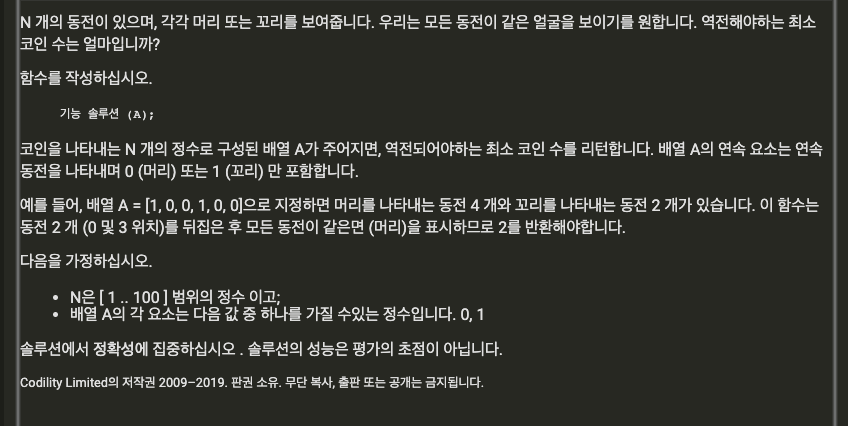 N 개의 동전이 있으며, 각각 머리 또는 꼬리를 보여줍니다. 우리는 모든 동전이 같은 얼굴을 보이기를 원합니다. 역전해야하는 최소
코인 수는 얼마입니까?
함수를 작성하십시오.
기능 솔루션 (A);
코인을 나타내는 N 개의 정수로 구성된 배열 A가 주어지면, 역전되어야하는 최소 코인 수를 리턴합니다. 배열 A의 연속 요소는 연속
동전을 나타내며 0 (머리) 또는 1 (꼬리) 만 포함합니다.
예를 들어, 배열 A = [1, 0, 0, 1, 0, 0]으로 지정하면 머리를 나타내는 동전 4 개와 꼬리를 나타내는 동전 2 개가 있습니다. 이 함수는
동전 2 개 (0 및 3 위치)를 뒤집은 후 모든 동전이 같은면 (머리)을 표시하므로 2를 반환해야합니다.
다음을 가정하십시오.
• N은 [ 1 .. 100 ] 범위의 정수 이고;
• 배열 A의 각 요소는 다음 값 중 하나를 가질 수있는 정수입니다. 0, 1
솔루션에서 정확성에 집중하십시오 . 솔루션의 성능은 평가의 초점이 아닙니다.
Codility Limited의 저작권 2009–2019. 판권 소유. 무단 복사, 출판 또는 공개는 금지됩니다.